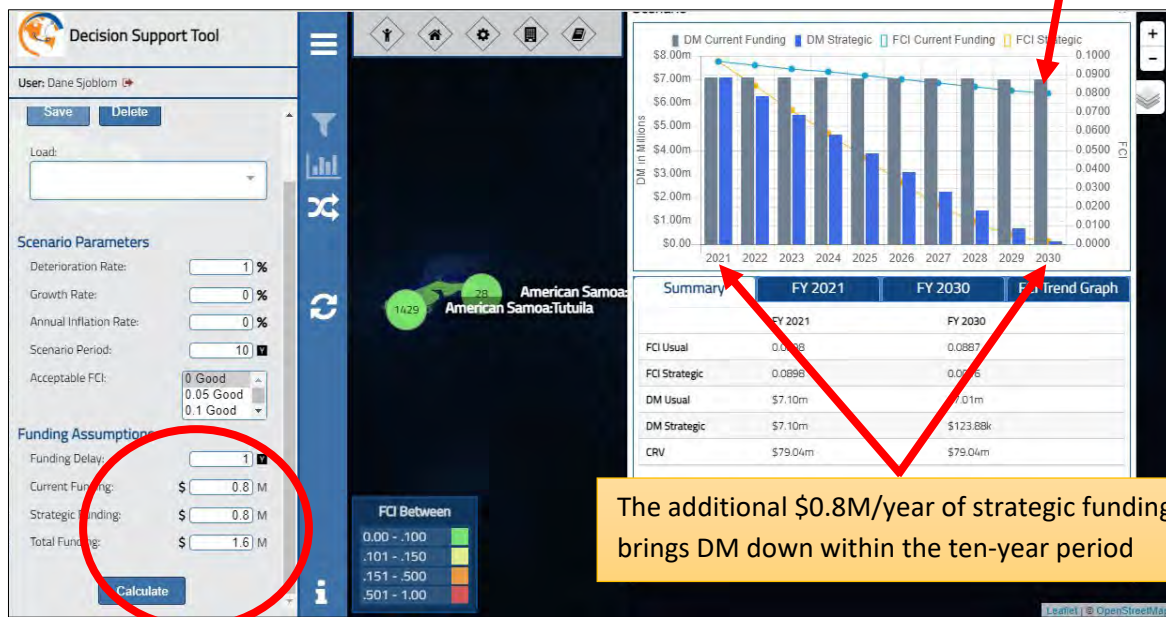 Decision Support Tool
User: Dane Sjoblom
Save Delete
Load:
Scenario Parameters
Deterioration Rate: 1 %
Growth Rate: 0 %
Annual Inflation Rate: 0 %
Scenario Period: 10 Y
Acceptable FCI: 0 Good
0.05 Good
0.1 Good
Funding Assumptions
Funding Delay: 1 Y
Current Funding: $ 0.8 M
Strategic Funding: $ 0.8 M
Total Funding: $ 1.6 M
Calculate
28
1429
American Samoa:
American Samoa:Tutuila
FCI Between
0.00 - .100
.101 - .150
.151 - .500
.501 - 1.00
DM Current Funding DM Strategic FCI Current Funding FCI Strategic
$8.00m
$7.00m
$6.00m
$5.00m
$4.00m
$3.00m
$2.00m
$1.00m
$0.00
DM in Millions
0.1000
0.0900
0.0800
0.0700
0.0600
0.0500
0.0400
0.0300
0.0200
0.0100
0.0000
FCI
2021 2022 2023 2024 2025 2026 2027 2028 2029 2030
+
-
Summary FY 2021 FY 2030 Trend Graph
FY 2021 FY 2030
FCI Usual 0.0887
FCI Strategic 0.0898
DM Usual $7.10m
DM Strategic $7.10m $123.88k
CRV $79.04m $79.04m
The additional $0.8M/year of strategic funding
brings DM down within the ten-year period
Leaflet | © OpenStreetMap